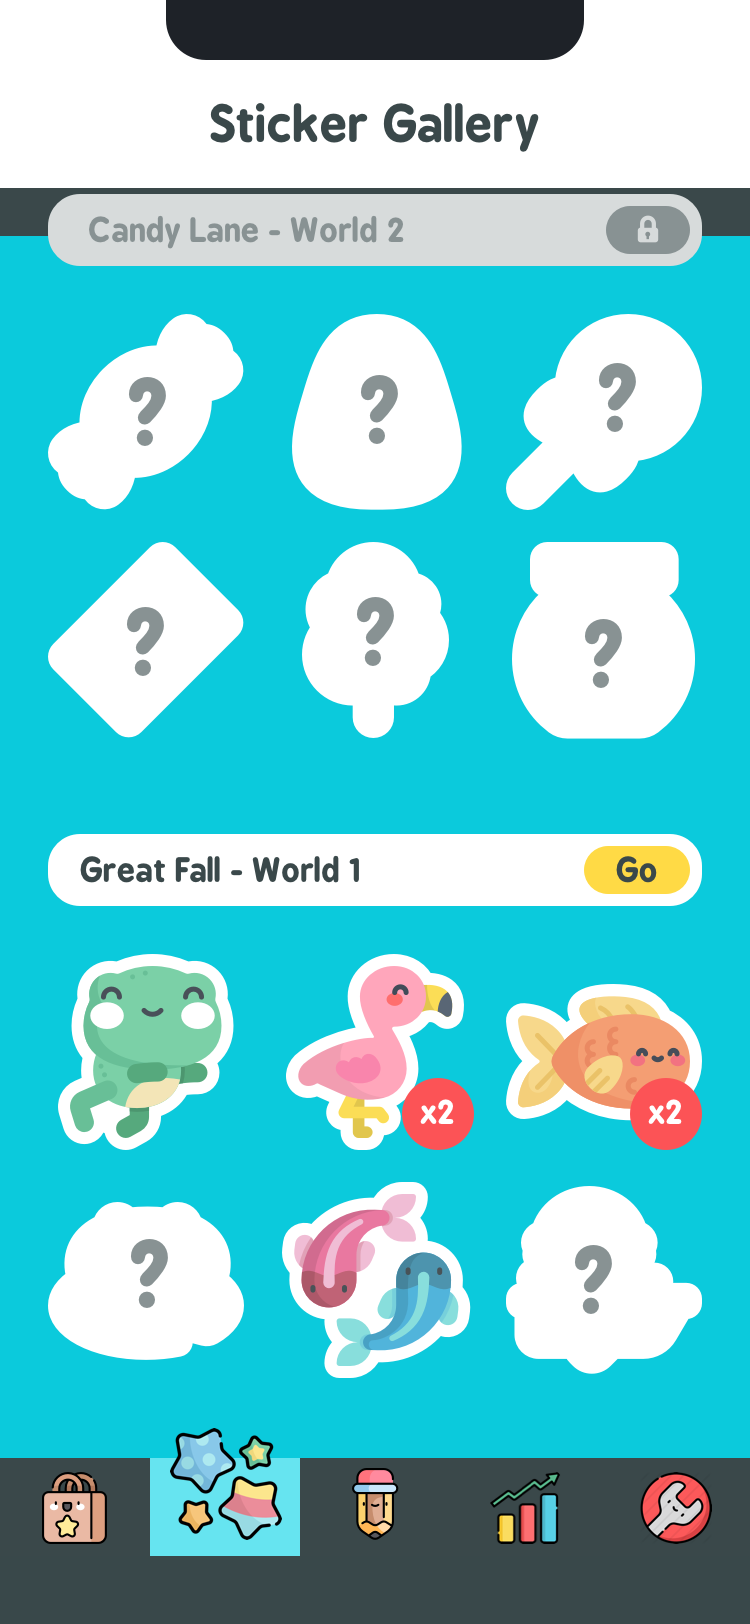 Sticker Gallery
Candy Lane - World 2
? ? ?
? ? ?
Great Fall - World 1
Go
x2 x2
? ?